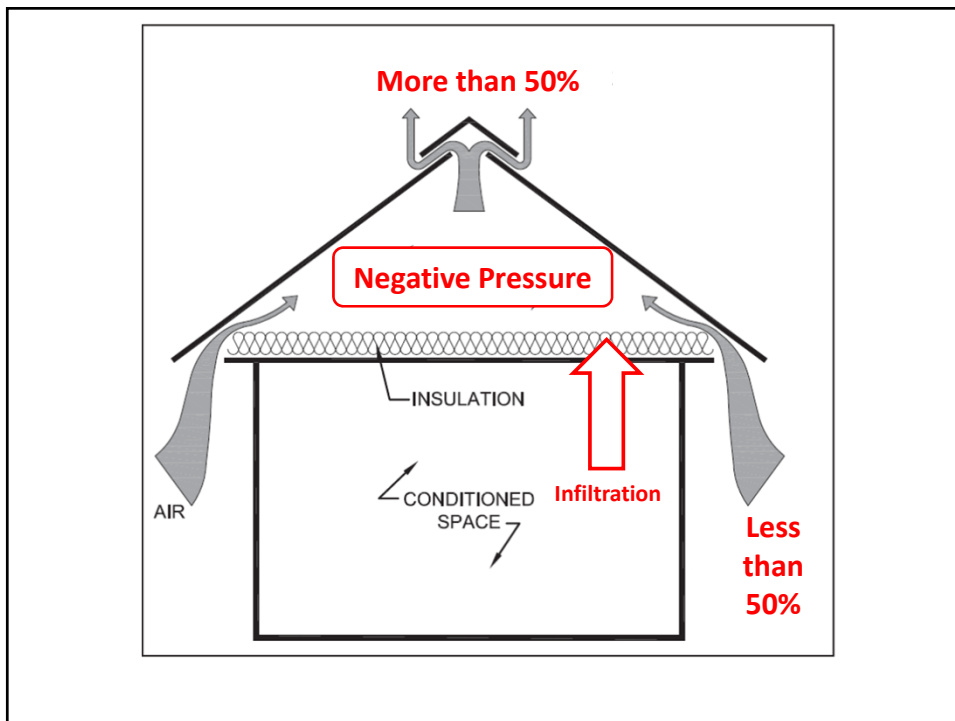 More than 50%
Negative Pressure
INSULATION
Infiltration
CONDITIONED
SPACE
AIR
Less
than
50%